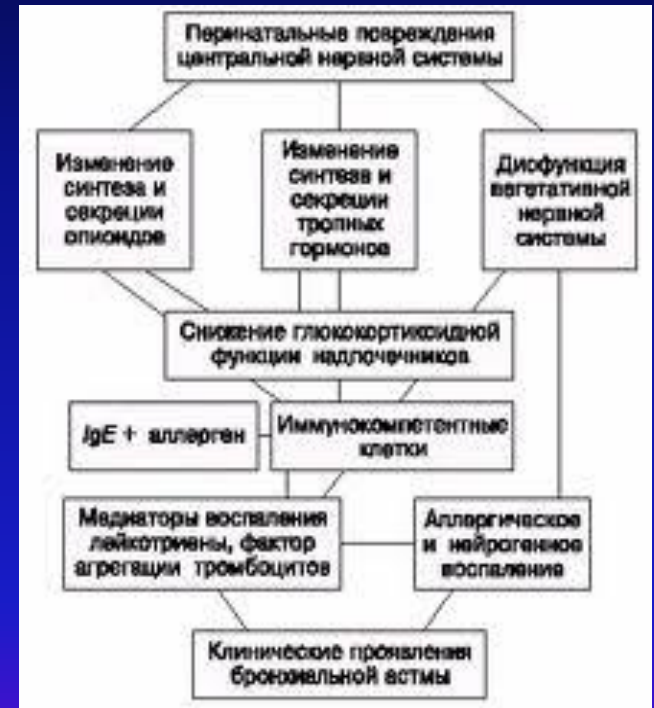 Перинатальные повреждения
центральной нервной системы
Изменение
синтеза и
секреции
опиоидов
Изменение
синтеза и
секреции
тропных
гормонов
Дисфункция
вегетативной
нервной
системы
Снижение глюкокортикоидной
функции надпочечников
IgE + аллерген
Иммунокомпетентные
клетки
Медиаторы воспаления
лейкотриены, фактор
агрегации тромбоцитов
Аллергическое
и нейрогенное
воспаление
Клинические проявления
бронхиальной астмы